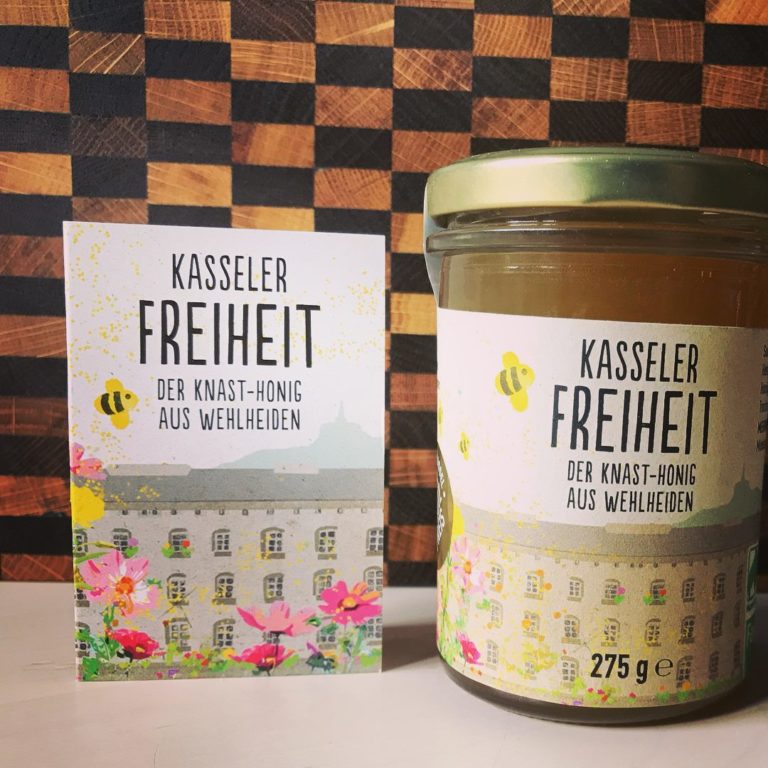 KASSELER
FREIHEIT
DER KNAST-HONIG
AUS WEHLHEIDEN
KASSELER
FREIHEIT
DER KNAST-HONIG
AUS WEHLHEIDEN
275 g e